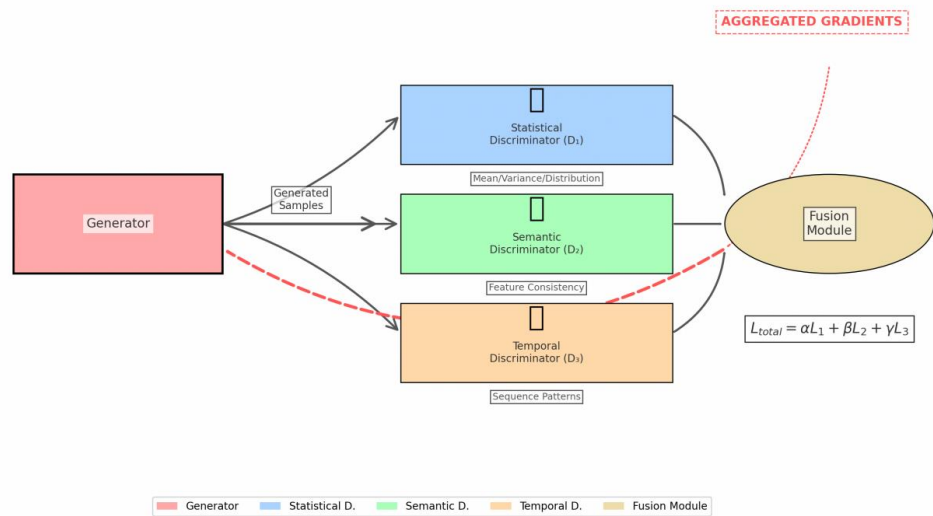 AGGREGATED GRADIENTS
Statistical
Discriminator (D₁)
Mean/Variance/Distribution
Generator
Generated
Samples
Semantic
Discriminator (D₂)
Feature Consistency
Fusion
Module
Temporal
Discriminator (D₃)
Sequence Patterns
L_total = αL₁ + βL₂ + γL₃
Generator
Statistical D.
Semantic D.
Temporal D.
Fusion Module